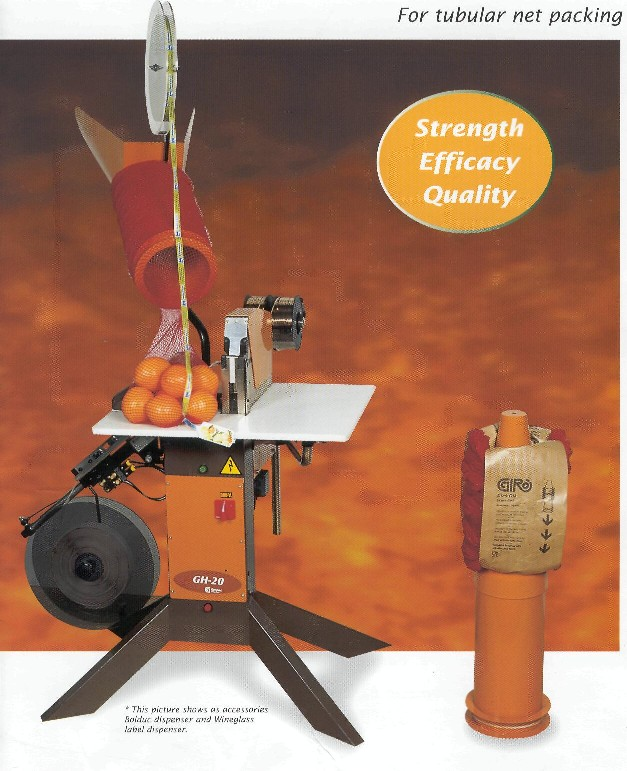 For tubular net packing
Strength
Efficacy
Quality
GIRO
GH-20
* This picture shows as accessories
Bolduc dispenser and Wineglass
label dispenser.